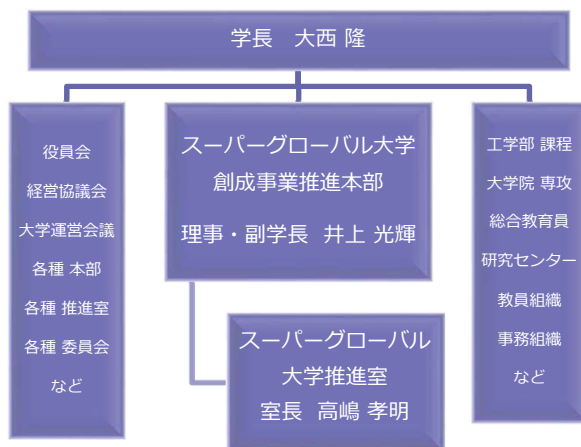 学長 大西 隆
役員会
経営協議会
大学運営会議
各種 本部
各種 推進室
各種 委員会
など
スーパーグローバル大学
創成事業推進本部
理事・副学長 井上 光輝
スーパーグローバル
大学推進室
室長 高嶋 孝明
工学部 課程
大学院 専攻
総合教育員
研究センター
教員組織
事務組織
など